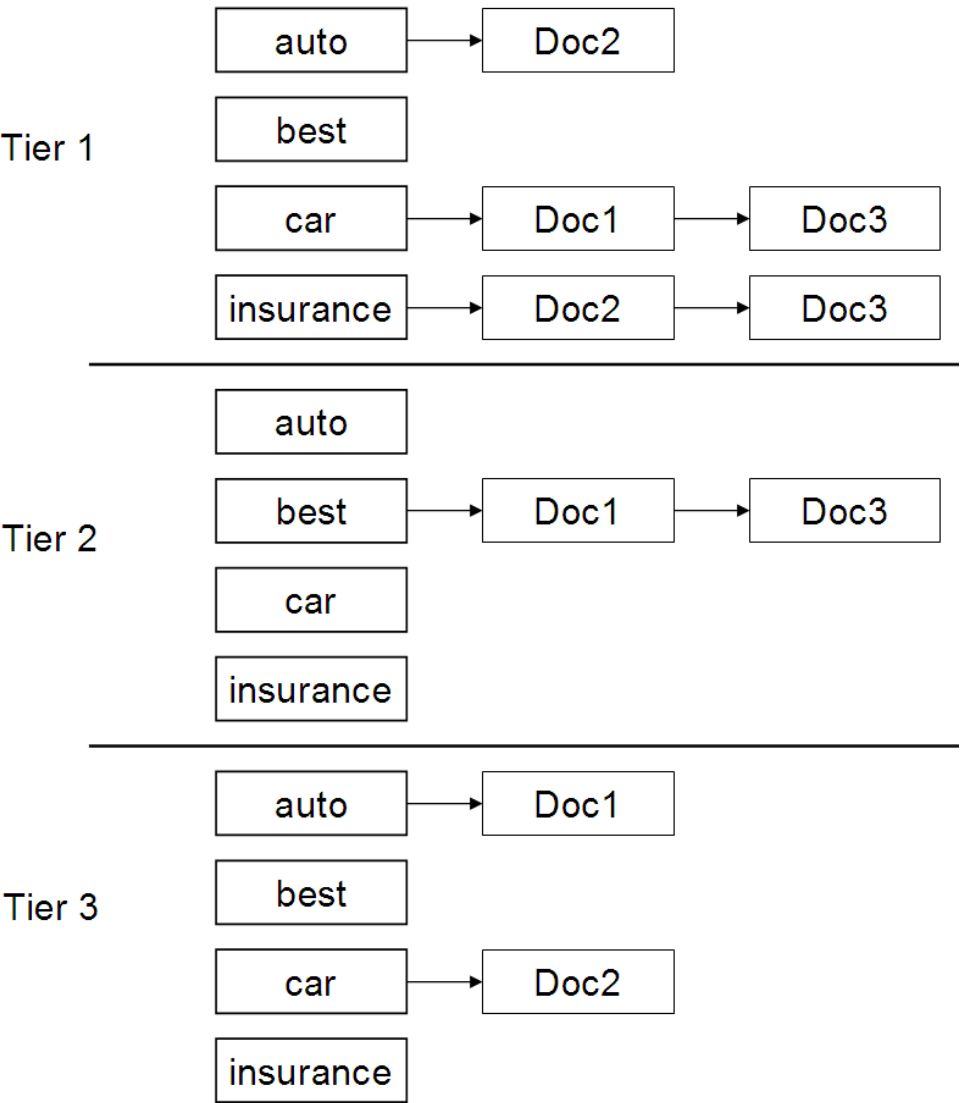 auto Doc2
Tier 1
best
car Doc1 Doc3
insurance Doc2 Doc3
auto
best Doc1 Doc3
Tier 2
car
insurance
auto Doc1
best
Tier 3
car Doc2
insurance